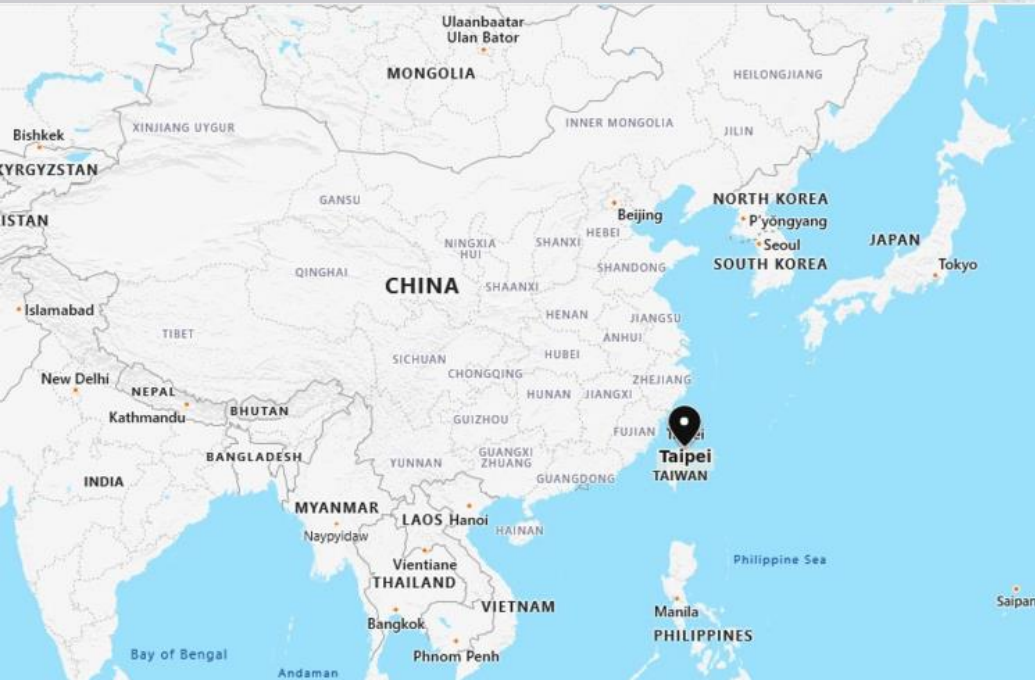 Ulaanbaatar
Ulan Bator
MONGOLIA
HEILONGJIANG
INNER MONGOLIA
JILIN
XINJIANG UYGUR
Bishkek
KYRGYZSTAN
GANSU
NORTH KOREA
Beijing
P'yŏngyang
ISTAN
HEBEI
JAPAN
NINGXIA
HUI
SHANXI
Seoul
SOUTH KOREA
Tokyo
QINGHAI
CHINA
SHANDONG
SHAANXI
Islamabad
HENAN
JIANGSU
TIBET
ANHUI
SICHUAN
HUBEI
CHONGQING
New Delhi
NEPAL
ZHEJIANG
HUNAN
JIANGXI
Kathmandu
BHUTAN
GUIZHOU
FUJIAN
BANGLADESH
YUNNAN
GUANGXI
ZHUANG
Taipei
TAIWAN
INDIA
GUANGDONG
MYANMAR
LAOS
Hanoi
HAINAN
Naypyidaw
Vientiane
THAILAND
Philippine Sea
VIETNAM
Manila
Saipan
Bangkok
PHILIPPINES
Phnom Penh
Bay of Bengal
Andaman